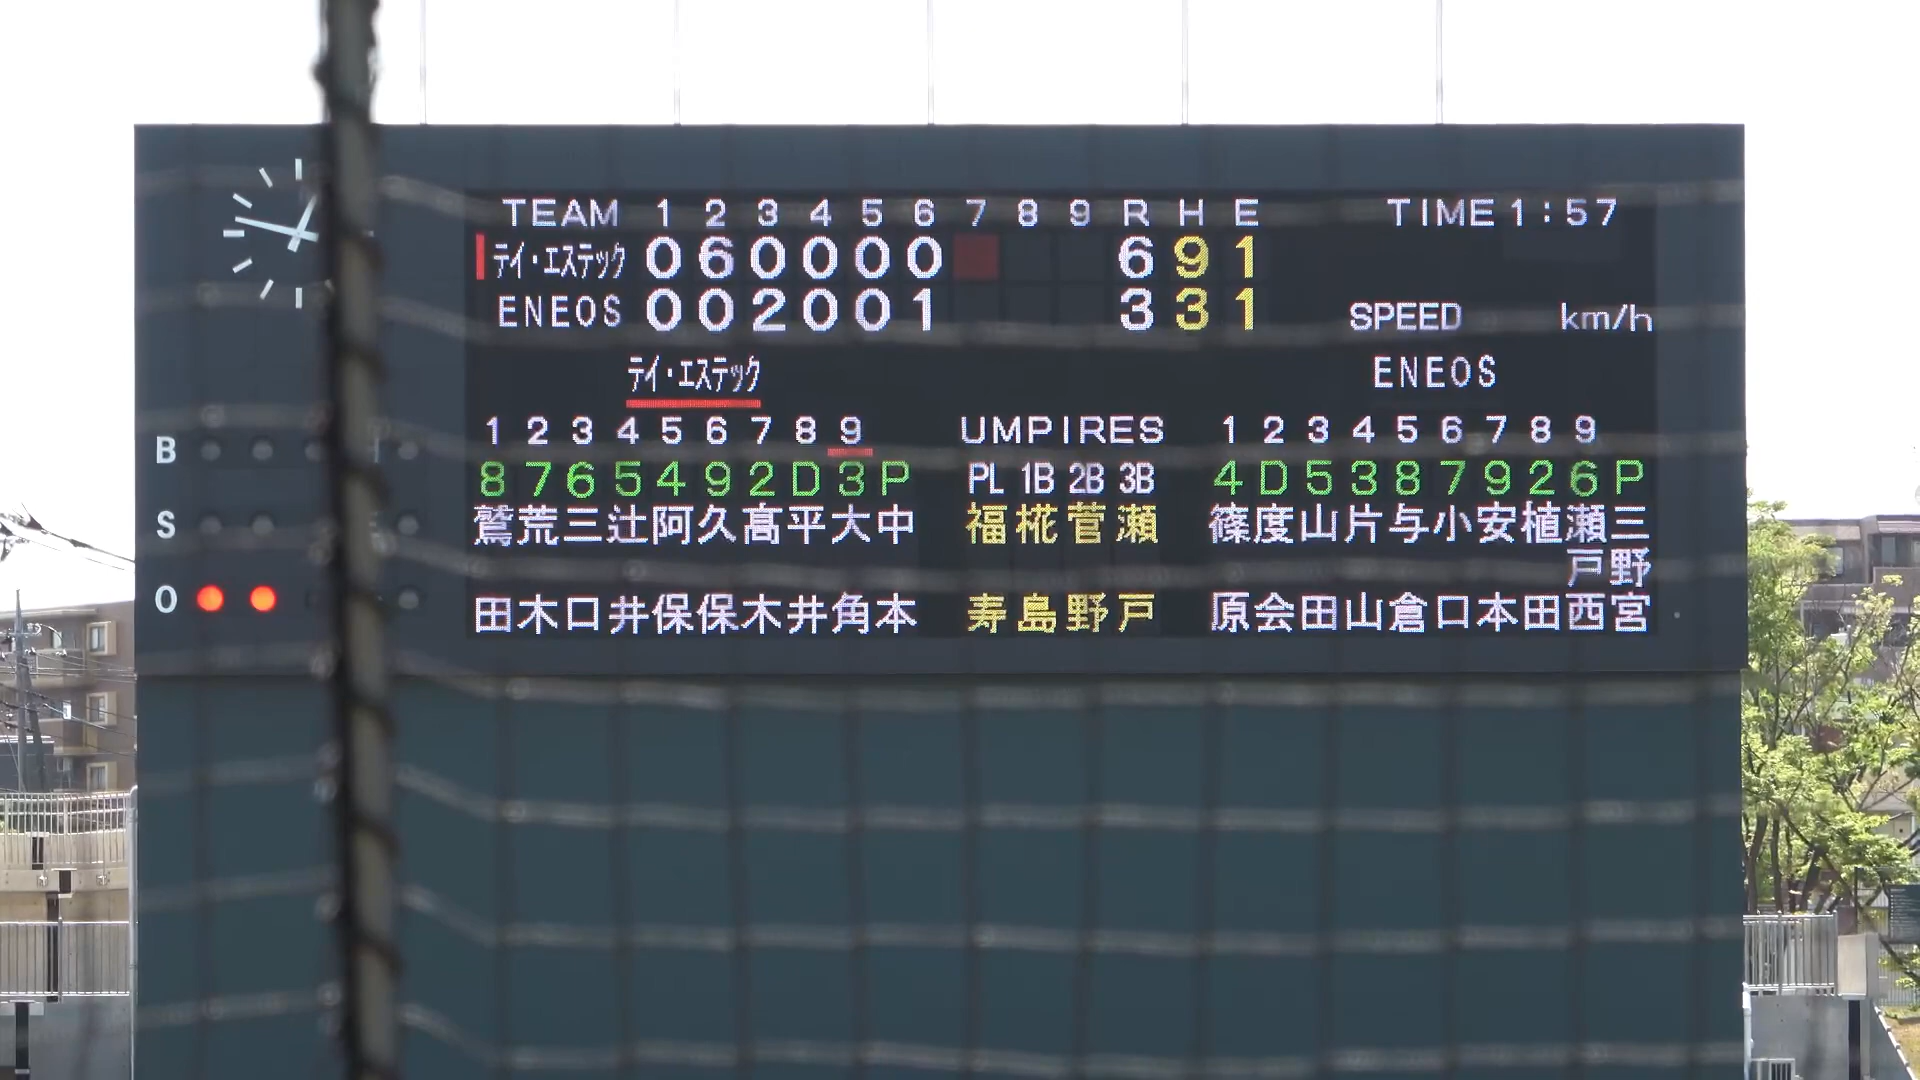 TEAM 1 2 3 4 5 6 7 8 9 R H E TIME 1:57
テイ・エステック 0 6 0 0 0 0 6 9 1
ENEOS 0 0 2 0 0 1 3 3 1 SPEED km/h
テイ・エステック ENEOS
1 2 3 4 5 6 7 8 9 UMPIRES 1 2 3 4 5 6 7 8 9
B 8 7 6 5 4 9 2 D 3 P PL 1B 2B 3B 4 D 5 3 8 7 9 2 6 P
S 鷲 荒 三 辻 阿 久 髙 平 大 中 福 椛 菅 瀬 篠 度 山 片 与 小 安 植 瀬 三
戸 野
O 田 木 口 井 保 保 木 井 角 本 寿 島 野 戸 原 会 田 山 倉 口 本 田 西 宮